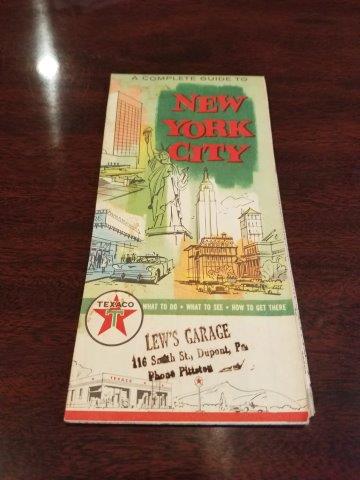 A COMPLETE GUIDE TO
NEW
YORK
CITY
TEXACO
T
WHAT TO DO • WHAT TO SEE • HOW TO GET THERE
LEW'S GARAGE
116 Smith St., Dupont, Pa
Phone Pittston
TEXACO